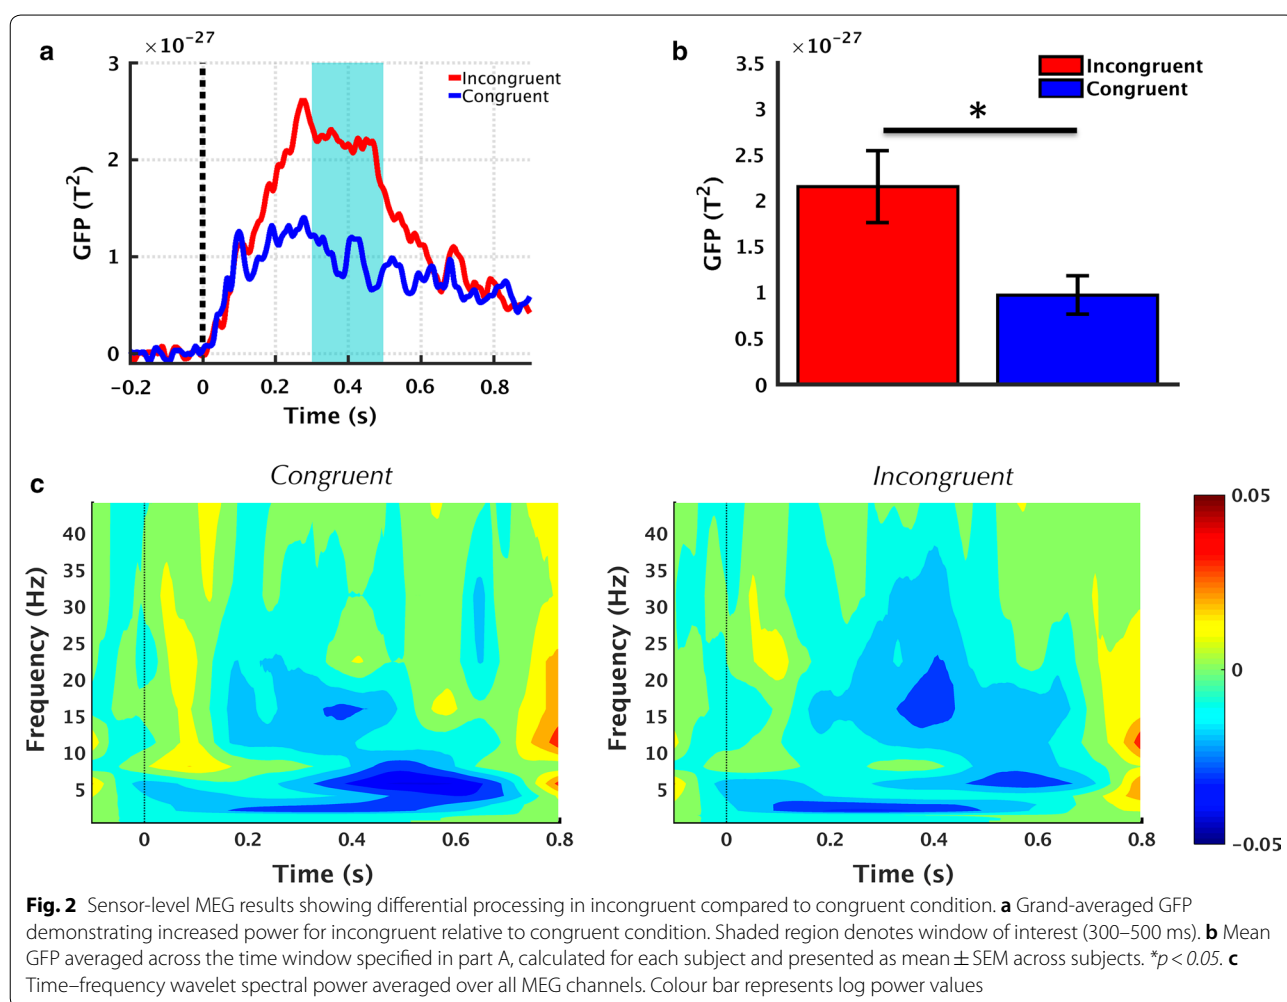 a
×10−27
3
2
1
0
GFP (T2)
−0.2 0 0.2 0.4 0.6 0.8
Time (s)
Incongruent
Congruent
b
×10−27
3.5
3
2.5
2
1.5
1
0.5
0
GFP (T2)
Incongruent
Congruent
*
c
Congruent
40
35
30
25
20
15
10
5
Frequency (Hz)
0 0.2 0.4 0.6 0.8
Time (s)
Incongruent
40
35
30
25
20
15
10
5
Frequency (Hz)
0 0.2 0.4 0.6 0.8
Time (s)
0.05
0
−0.05
Fig. 2 Sensor-level MEG results showing differential processing in incongruent compared to congruent condition. a Grand-averaged GFP
demonstrating increased power for incongruent relative to congruent condition. Shaded region denotes window of interest (300–500 ms). b Mean
GFP averaged across the time window specified in part A, calculated for each subject and presented as mean ± SEM across subjects. *p < 0.05. c
Time–frequency wavelet spectral power averaged over all MEG channels. Colour bar represents log power values